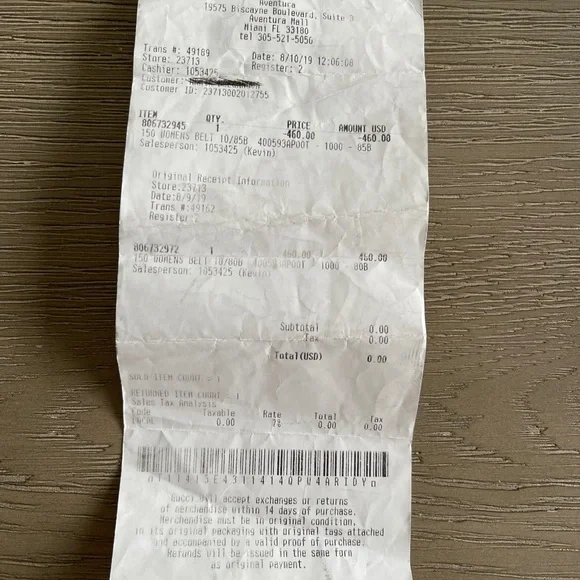 Aventura
19575 Biscayne Boulevard, Suite 3
Aventura Mall
Miami FL 33180
tel 305-521-5050
Trans #: 49189 Date: 8/10/19 12:06:08
Store: 23713 Register: 2
Cashier: 1053425
Customer:
Customer ID: 23713002012755
ITEM QTY. PRICE AMOUNT USD
806732945 1 -460.00 -460.00
150 WOMENS BELT 10/85B 400593AP00T - 1000 - 85B
Salesperson: 1053425 (Kevin)
Original Receipt Information
Store:23713
Date:8/9/19
Trans #:49162
Register:
806732972 1 460.00 460.00
150 WOMENS BELT 10/80B 400593AP00T - 1000 - 80B
Salesperson: 1053425 (Kevin)
Subtotal 0.00
Tax 0.00
Total(USD) 0.00
SOLD ITEM COUNT = 1
RETURNED ITEM COUNT 1
Sales Tax Analysis
Code Taxable Rate Total Tax
LOCAL 0.00 7% 0.00 0.00
Gucci will accept exchanges or returns
of merchandise within 14 days of purchase.
Merchandise must be in original condition,
in its original packaging with original tags attached
and accompanied by a valid proof of purchase.
Refunds will be issued in the same form
as original payment.